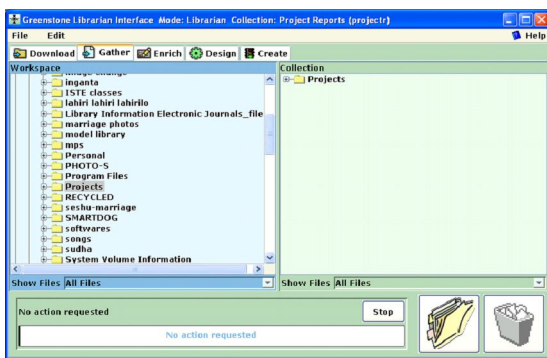 Greenstone Librarian Interface Mode: Librarian Collection: Project Reports (projectr)
File Edit Help
Download Gather Enrich Design Create
Workspace
inganta
ISTE classes
lahiri lahiri lahirilo
Library Information Electronic Journals_file
marriage photos
model library
mps
Personal
PHOTO-S
Program Files
Projects
RECYCLED
seshu-marriage
SMARTDOG
softwares
songs
sudha
System Volume Information
Show Files All Files
Collection
Projects
Show Files All Files
No action requested
Stop
No action requested